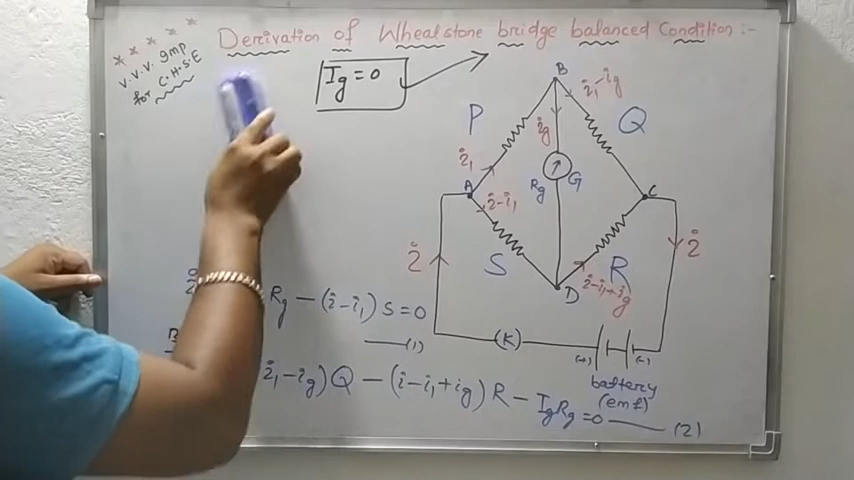 * * * * *
V.V.V. gmp
for C.H.S.E
Derivation of Wheatstone bridge balanced Condition :-
Ig = 0
B
i1-ig
P
Q
ig
i1
A
Rg
G
C
i-i1
i
i
S
R
D
i-i1+ig
K
(+)
(-)
battery
(emf)
Rg - (i-i1)S = 0
(1)
i1-ig)Q - (i-i1+ig)R - IgRg = 0 (2)